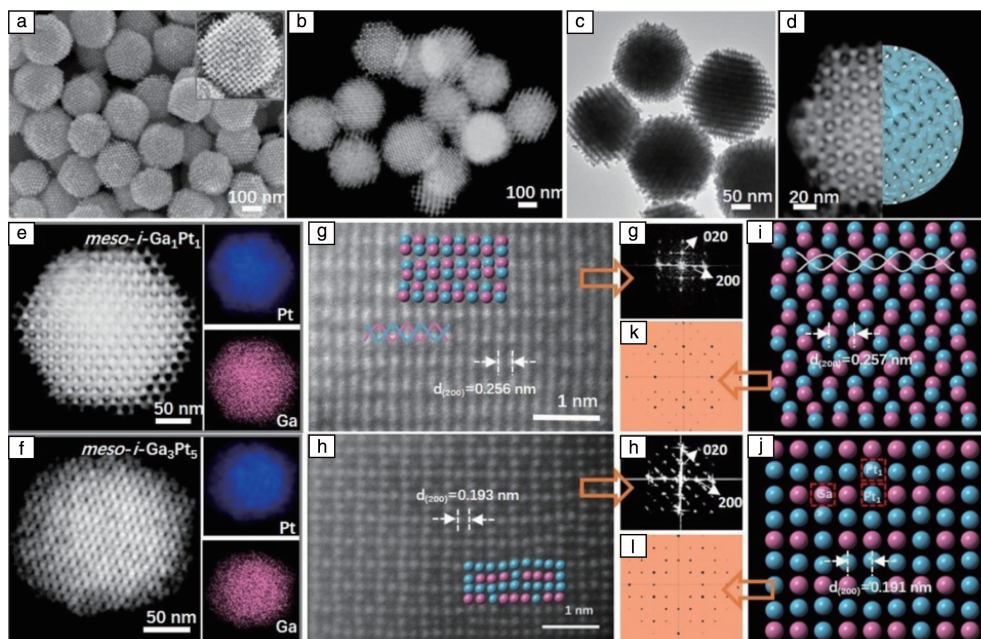 a
100 nm
b
100 nm
c
50 nm
d
20 nm
e
meso-i-Ga₁Pt₁
50 nm
Pt
Ga
g
d₍₂₀₀₎=0.256 nm
1 nm
g
020
200
k
i
d₍₂₀₀₎=0.257 nm
f
meso-i-Ga₃Pt₅
50 nm
Pt
Ga
h
d₍₂₀₀₎=0.193 nm
1 nm
h
020
200
l
j
Pt₁
Ga
Pt₁
d₍₂₀₀₎=0.191 nm